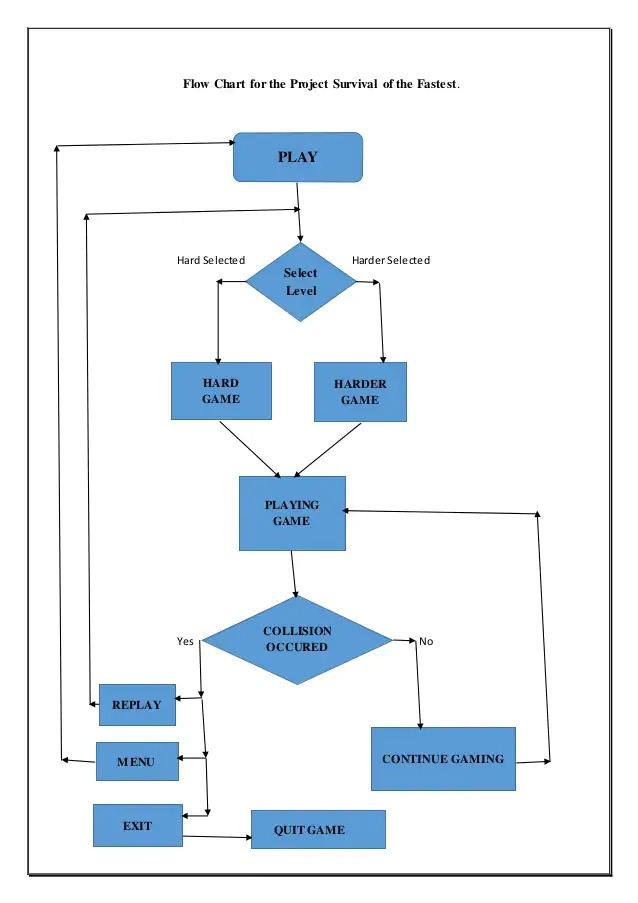 Flow Chart for the Project Survival of the Fastest.
PLAY
Hard Selected
Harder Selected
Select
Level
HARD
GAME
HARDER
GAME
PLAYING
GAME
COLLISION
OCCURED
Yes
No
REPLAY
MENU
CONTINUE GAMING
EXIT
QUIT GAME